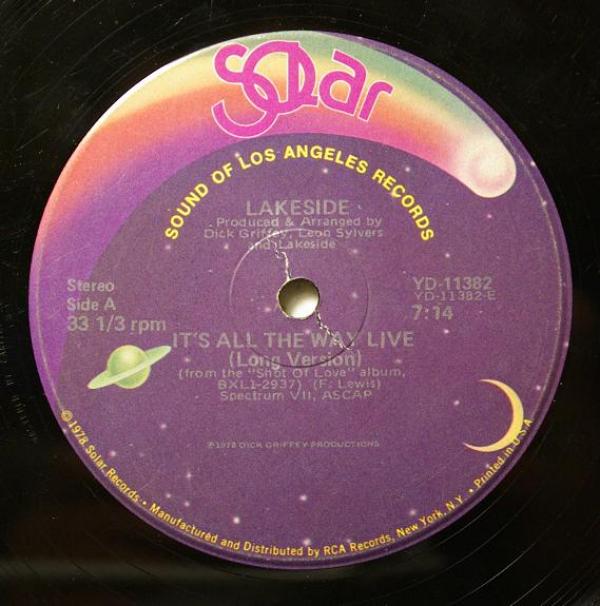 Solar
SOUND OF LOS ANGELES RECORDS
LAKESIDE
Produced & Arranged by
Dick Griffey, Leon Sylvers
and Lakeside
Stereo
Side A
33 1/3 rpm
YD-11382
YD-11382-E
7:14
IT'S ALL THE WAY LIVE
(Long Version)
(from the "Shot Of Love" album,
BXL1-2937) (F. Lewis)
Spectrum VII, ASCAP
℗1978 DICK GRIFFEY PRODUCTIONS
©1978, Solar Records. • Manufactured and Distributed by RCA Records, New York, N.Y. • Printed in U.S.A